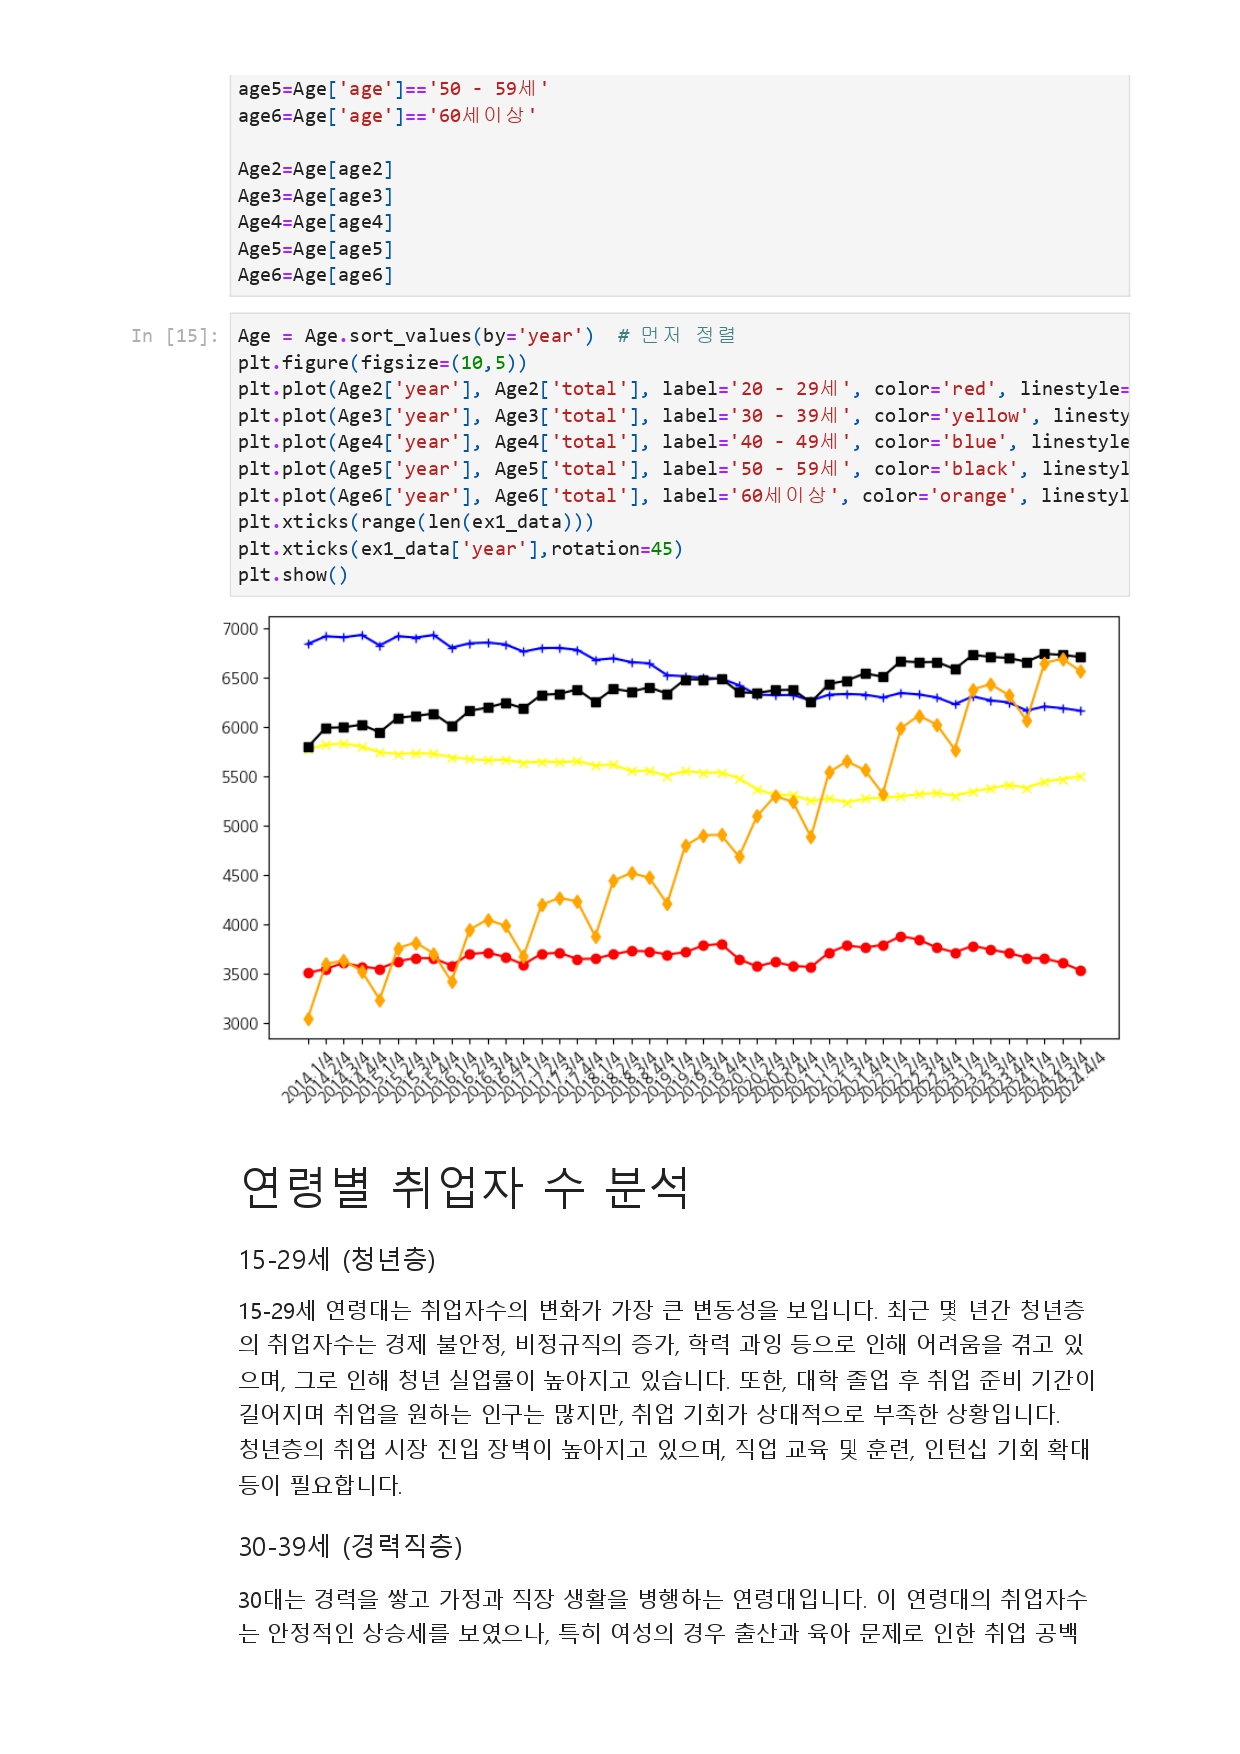 age5=Age['age']=='50 - 59세'
age6=Age['age']=='60세이상'
Age2=Age[age2]
Age3=Age[age3]
Age4=Age[age4]
Age5=Age[age5]
Age6=Age[age6]
In [15]:
Age = Age.sort_values(by='year')  # 먼저 정렬
plt.figure(figsize=(10,5))
plt.plot(Age2['year'], Age2['total'], label='20 - 29세', color='red', linestyle=
plt.plot(Age3['year'], Age3['total'], label='30 - 39세', color='yellow', linesty
plt.plot(Age4['year'], Age4['total'], label='40 - 49세', color='blue', linestyle
plt.plot(Age5['year'], Age5['total'], label='50 - 59세', color='black', linestyl
plt.plot(Age6['year'], Age6['total'], label='60세이상', color='orange', linestyl
plt.xticks(range(len(ex1_data)))
plt.xticks(ex1_data['year'],rotation=45)
plt.show()
7000
6500
6000
5500
5000
4500
4000
3500
3000
2014.1/4
2014.2/4
2014.3/4
2014.4/4
2015.1/4
2015.2/4
2015.3/4
2015.4/4
2016.1/4
2016.2/4
2016.3/4
2016.4/4
2017.1/4
2017.2/4
2017.3/4
2017.4/4
2018.1/4
2018.2/4
2018.3/4
2018.4/4
2019.1/4
2019.2/4
2019.3/4
2019.4/4
2020.1/4
2020.2/4
2020.3/4
2020.4/4
2021.1/4
2021.2/4
2021.3/4
2021.4/4
2022.1/4
2022.2/4
2022.3/4
2022.4/4
2023.1/4
2023.2/4
2023.3/4
2023.4/4
2024.1/4
2024.2/4
2024.3/4
2024.4/4
연령별 취업자 수 분석
15-29세 (청년층)
15-29세 연령대는 취업자수의 변화가 가장 큰 변동성을 보입니다. 최근 몇 년간 청년층
의 취업자수는 경제 불안정, 비정규직의 증가, 학력 과잉 등으로 인해 어려움을 겪고 있
으며, 그로 인해 청년 실업률이 높아지고 있습니다. 또한, 대학 졸업 후 취업 준비 기간이
길어지며 취업을 원하는 인구는 많지만, 취업 기회가 상대적으로 부족한 상황입니다.
청년층의 취업 시장 진입 장벽이 높아지고 있으며, 직업 교육 및 훈련, 인턴십 기회 확대
등이 필요합니다.
30-39세 (경력직층)
30대는 경력을 쌓고 가정과 직장 생활을 병행하는 연령대입니다. 이 연령대의 취업자수
는 안정적인 상승세를 보였으나, 특히 여성의 경우 출산과 육아 문제로 인한 취업 공백